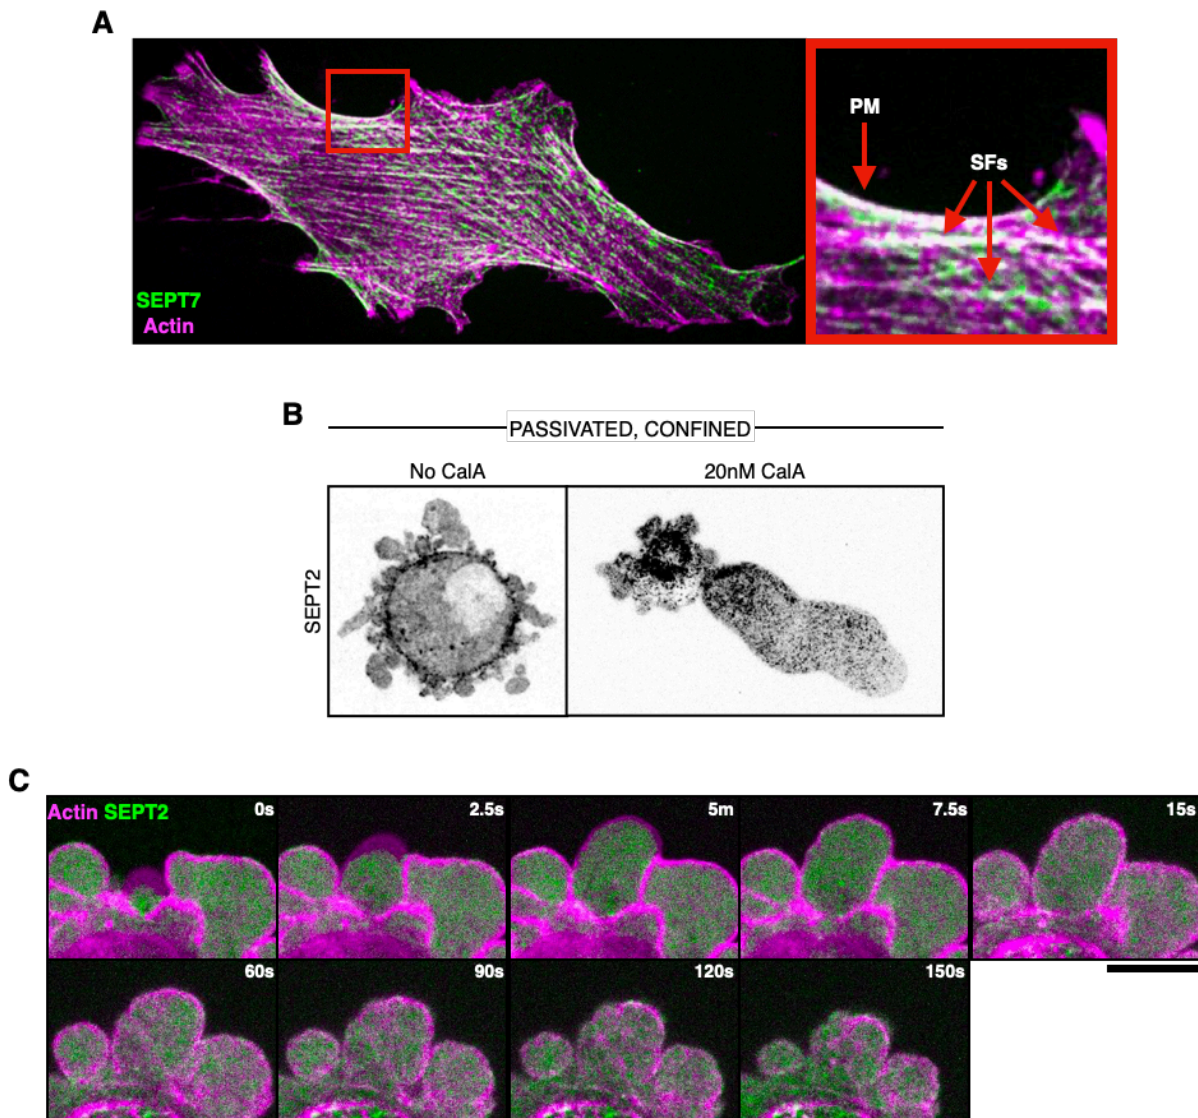 A
PM
SFs
SEPT7
Actin
B
PASSIVATED, CONFINED
No CalA
20nM CalA
SEPT2
C
Actin SEPT2
0s
2.5s
5m
7.5s
15s
60s
90s
120s
150s